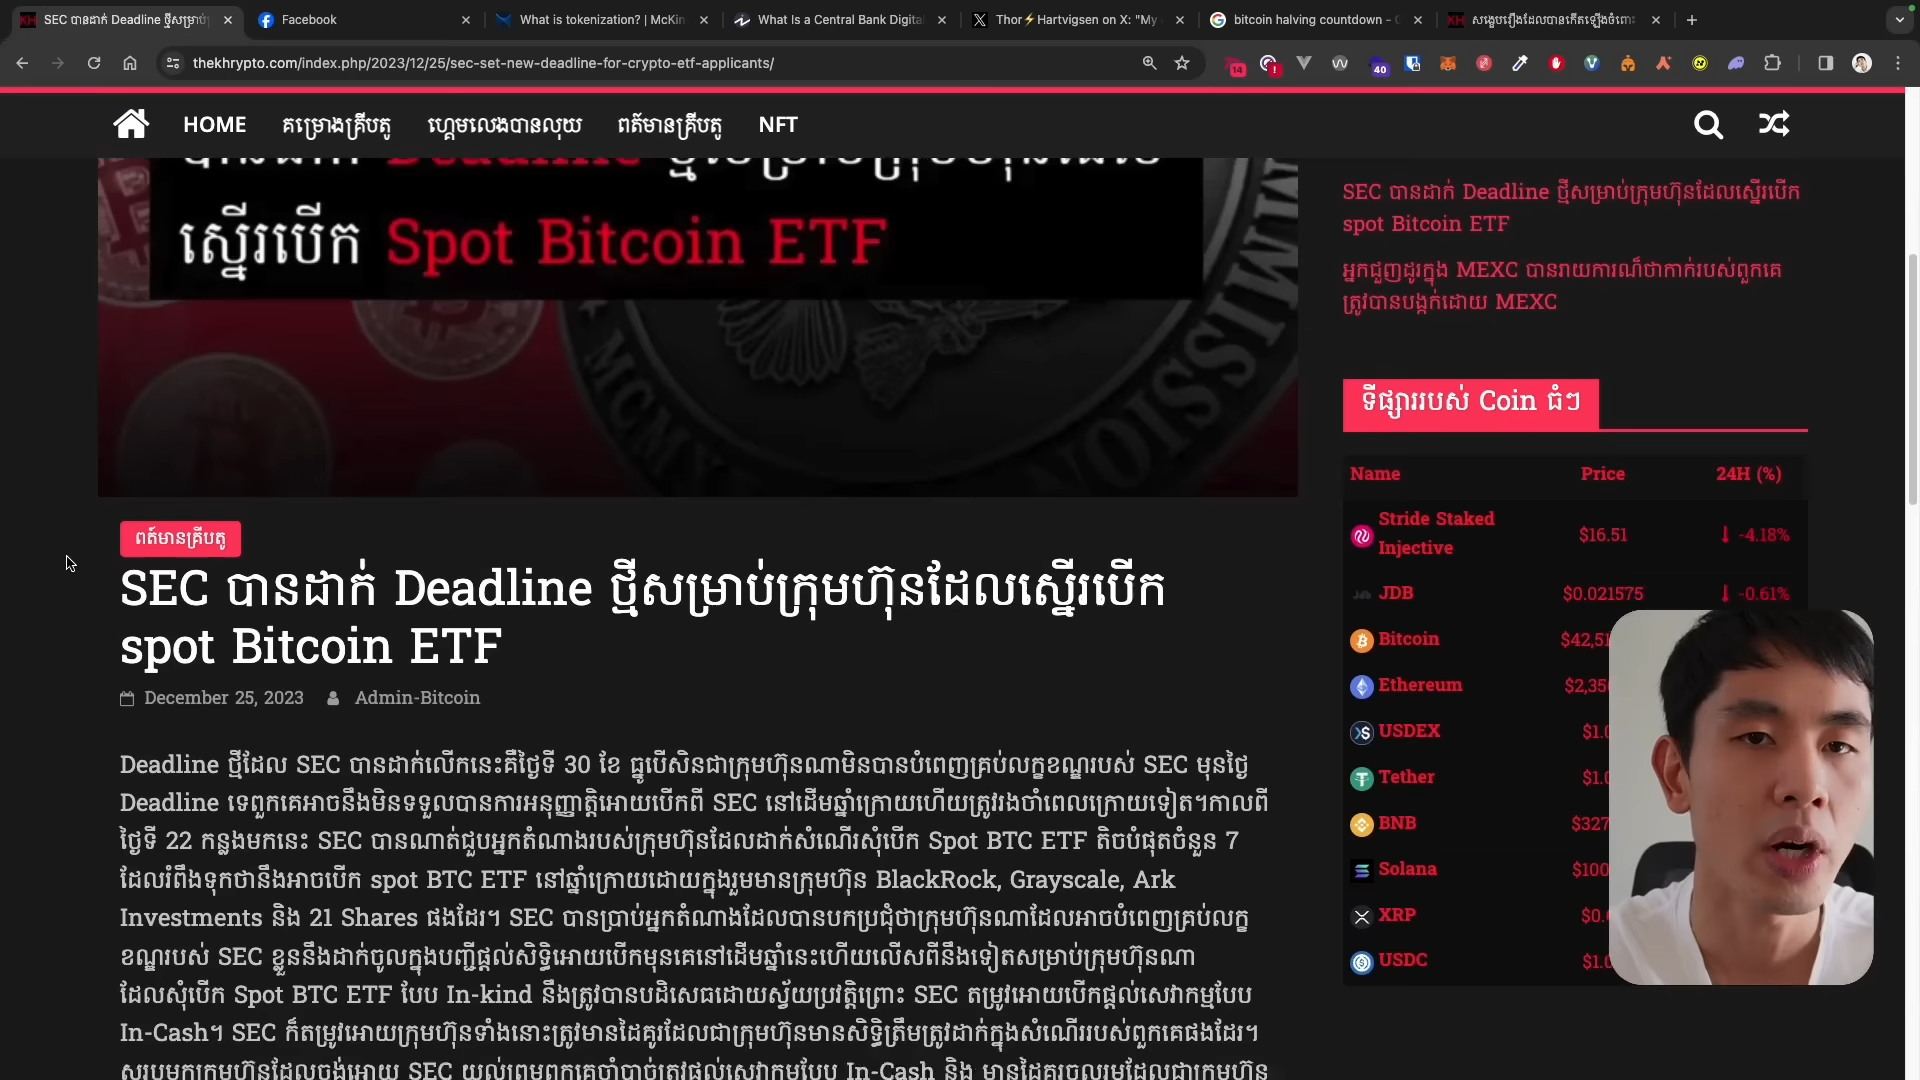 SEC បានដាក់ Deadline ថ្មីសម្រាប់
Facebook
What is tokenization? | McKin
What Is a Central Bank Digita
Thor⚡Hartvigsen on X: "My
bitcoin halving countdown -
សង្ខេបរឿងដែលបានកើតឡើងចំពោះ
thekhrypto.com/index.php/2023/12/25/sec-set-new-deadline-for-crypto-etf-applicants/
14
40
HOME
គម្រោងគ្រីបតូ
ហ្គេមលេងបានលុយ
ពត៍មានគ្រីបតូ
NFT
បានដាក់ Deadline ថ្មីសម្រាប់ក្រុមហ៊ុនដែល
ស្នើរបើក Spot Bitcoin ETF
MCMX
MISSION
SEC បានដាក់ Deadline ថ្មីសម្រាប់ក្រុមហ៊ុនដែលស្នើរបើក
spot Bitcoin ETF
អ្នកជួញដូរក្នុង MEXC បានរាយការណ៍ថាកាក់របស់ពួកគេ
ត្រូវបានបង្កក់ដោយ MEXC
ទីផ្សាររបស់ Coin ធំៗ
Name Price 24H (%)
Stride Staked
Injective $16.51 -4.18%
JDB $0.021575 -0.61%
Bitcoin $42,51
Ethereum $2,35
USDEX $1.0
Tether $1.0
BNB $327
Solana $100
XRP $0.
USDC $1.0
ពត៍មានគ្រីបតូ
SEC បានដាក់ Deadline ថ្មីសម្រាប់ក្រុមហ៊ុនដែលស្នើរបើក
spot Bitcoin ETF
December 25, 2023 Admin-Bitcoin
Deadline ថ្មីដែល SEC បានដាក់លើកនេះគឺថ្ងៃទី 30 ខែ ធ្នូបើសិនជាក្រុមហ៊ុនណាមិនបានបំពេញគ្រប់លក្ខខណ្ឌរបស់ SEC មុនថ្ងៃ
Deadline ទេពួកគេអាចនឹងមិនទទួលបានការអនុញ្ញាត្តិអោយបើកពី SEC នៅដើមឆ្នាំក្រោយហើយត្រូវរងចាំពេលក្រោយទៀត។កាលពី
ថ្ងៃទី 22 កន្លងមកនេះ SEC បានណាត់ជួបអ្នកតំណាងរបស់ក្រុមហ៊ុនដែលដាក់សំណើរសុំបើក Spot BTC ETF តិចបំផុតចំនួន 7
ដែលរំពឹងទុកថានឹងអាចបើក spot BTC ETF នៅឆ្នាំក្រោយដោយក្នុងរួមមានក្រុមហ៊ុន BlackRock, Grayscale, Ark
Investments និង 21 Shares ផងដែរ។ SEC បានប្រាប់អ្នកតំណាងដែលបានបកប្រជុំថាក្រុមហ៊ុនណាដែលអាចបំពេញគ្រប់លក្ខ
ខណ្ឌរបស់ SEC ខ្លួននឹងដាក់ចូលក្នុងបញ្ជីផ្តល់សិទ្ធិអោយបើកមុនគេនៅដើមឆ្នាំនេះហើយលើសពីនឹងទៀតសម្រាប់ក្រុមហ៊ុនណា
ដែលសុំបើក Spot BTC ETF បែប In-kind នឹងត្រូវបានបដិសេធដោយស្វ័យប្រវត្តិព្រោះ SEC តម្រូវអោយបើកផ្តល់សេវាកម្មបែប
In-Cash។ SEC ក៏តម្រូវអោយក្រុមហ៊ុនទាំងនោះត្រូវមានដៃគូរដែលជាក្រុមហ៊ុនមានសិទ្ធិត្រឹមត្រូវដាក់ក្នុងសំណើររបស់ពួកគេផងដែរ។
សរុបមកក្រុមហ៊ុនដែលចង់អោយ SEC យល់ព្រមពួកគេចាំបាច់ត្រូវផ្តល់សេវាកម្មបែប In-Cash និង មានដៃគូរចូលរួមដែលជាក្រុមហ៊ុន